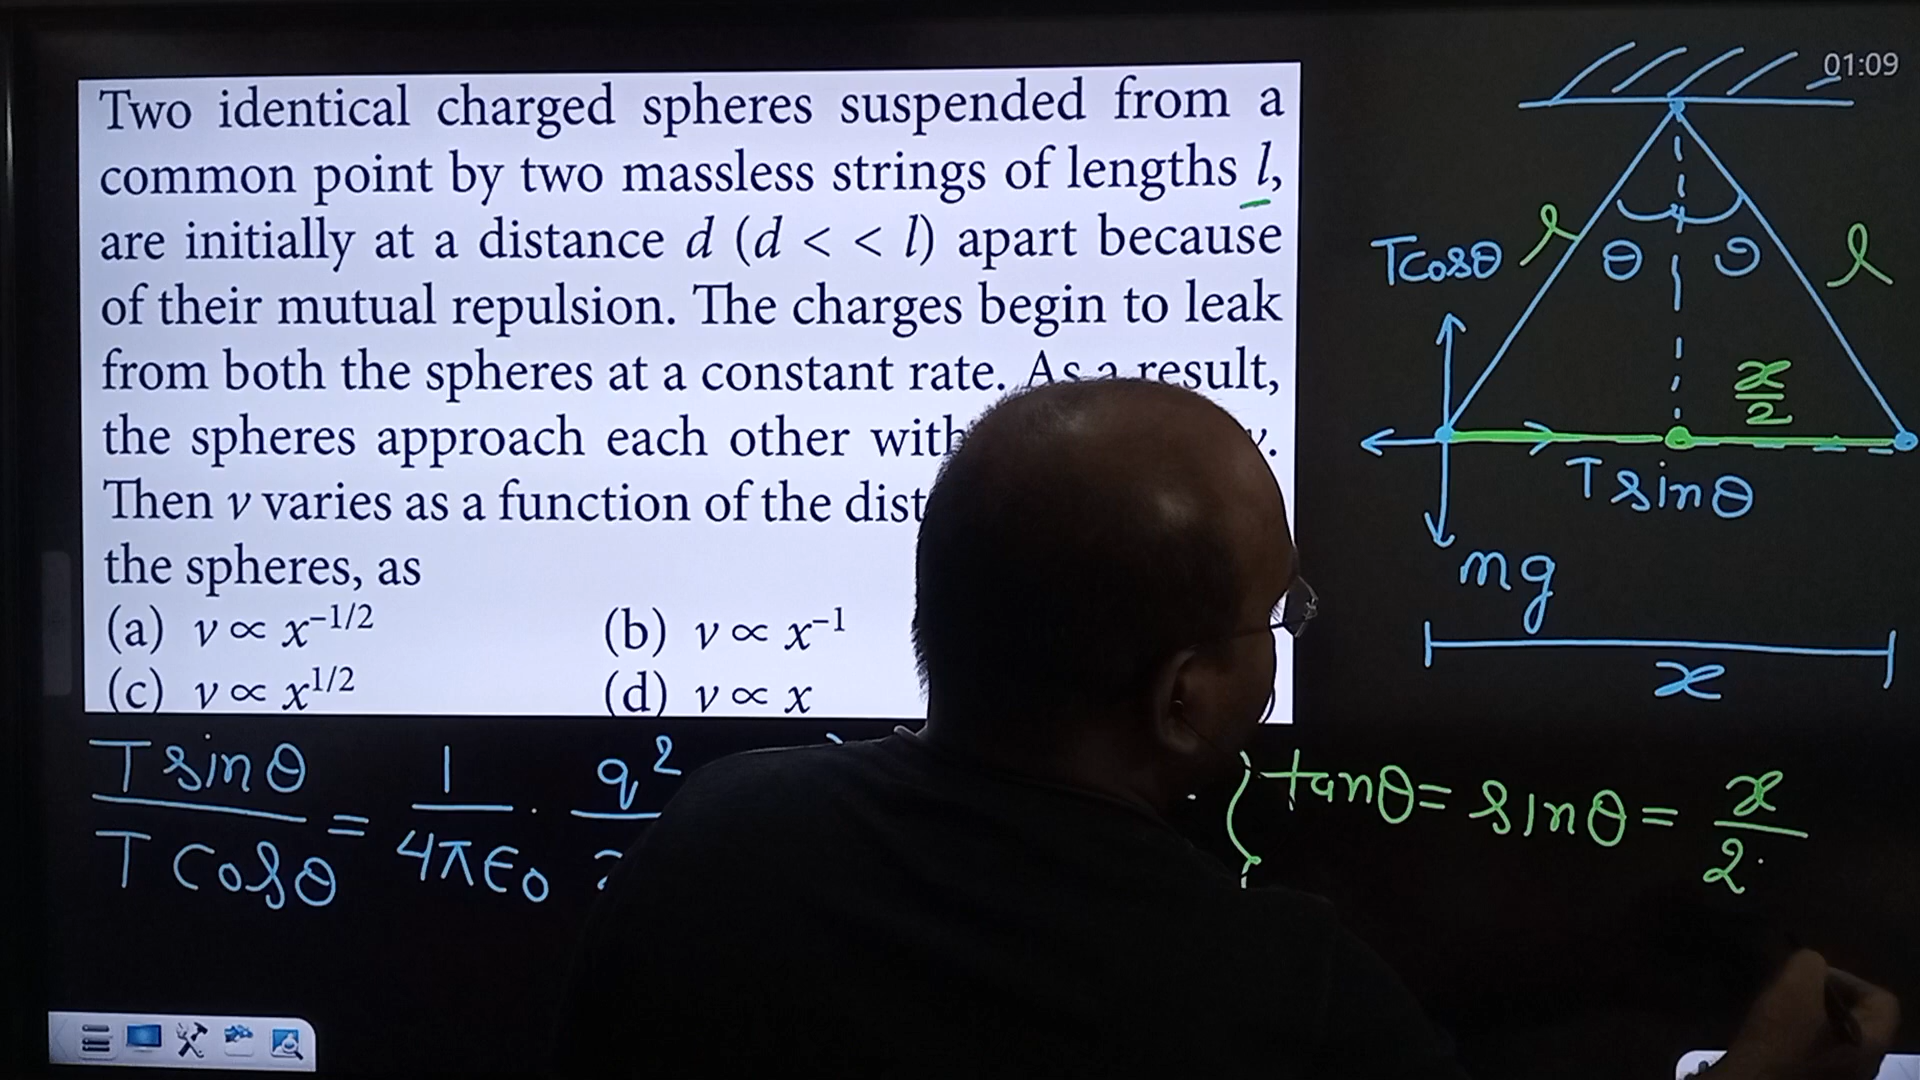 Two identical charged spheres suspended from a
common point by two massless strings of lengths l,
are initially at a distance d (d < < l) apart because
of their mutual repulsion. The charges begin to leak
from both the spheres at a constant rate. As a result,
the spheres approach each other with v.
Then v varies as a function of the
the spheres, as
(a) v ∝ x⁻¹/² (b) v ∝ x⁻¹
(c) v ∝ x¹/² (d) v ∝ x
01:09
Tcosθ l θ θ l
x/2
Tsinθ
mg
x
Tsinθ/Tcosθ = 1/4πϵ₀ · q²
tanθ = sinθ = x/2